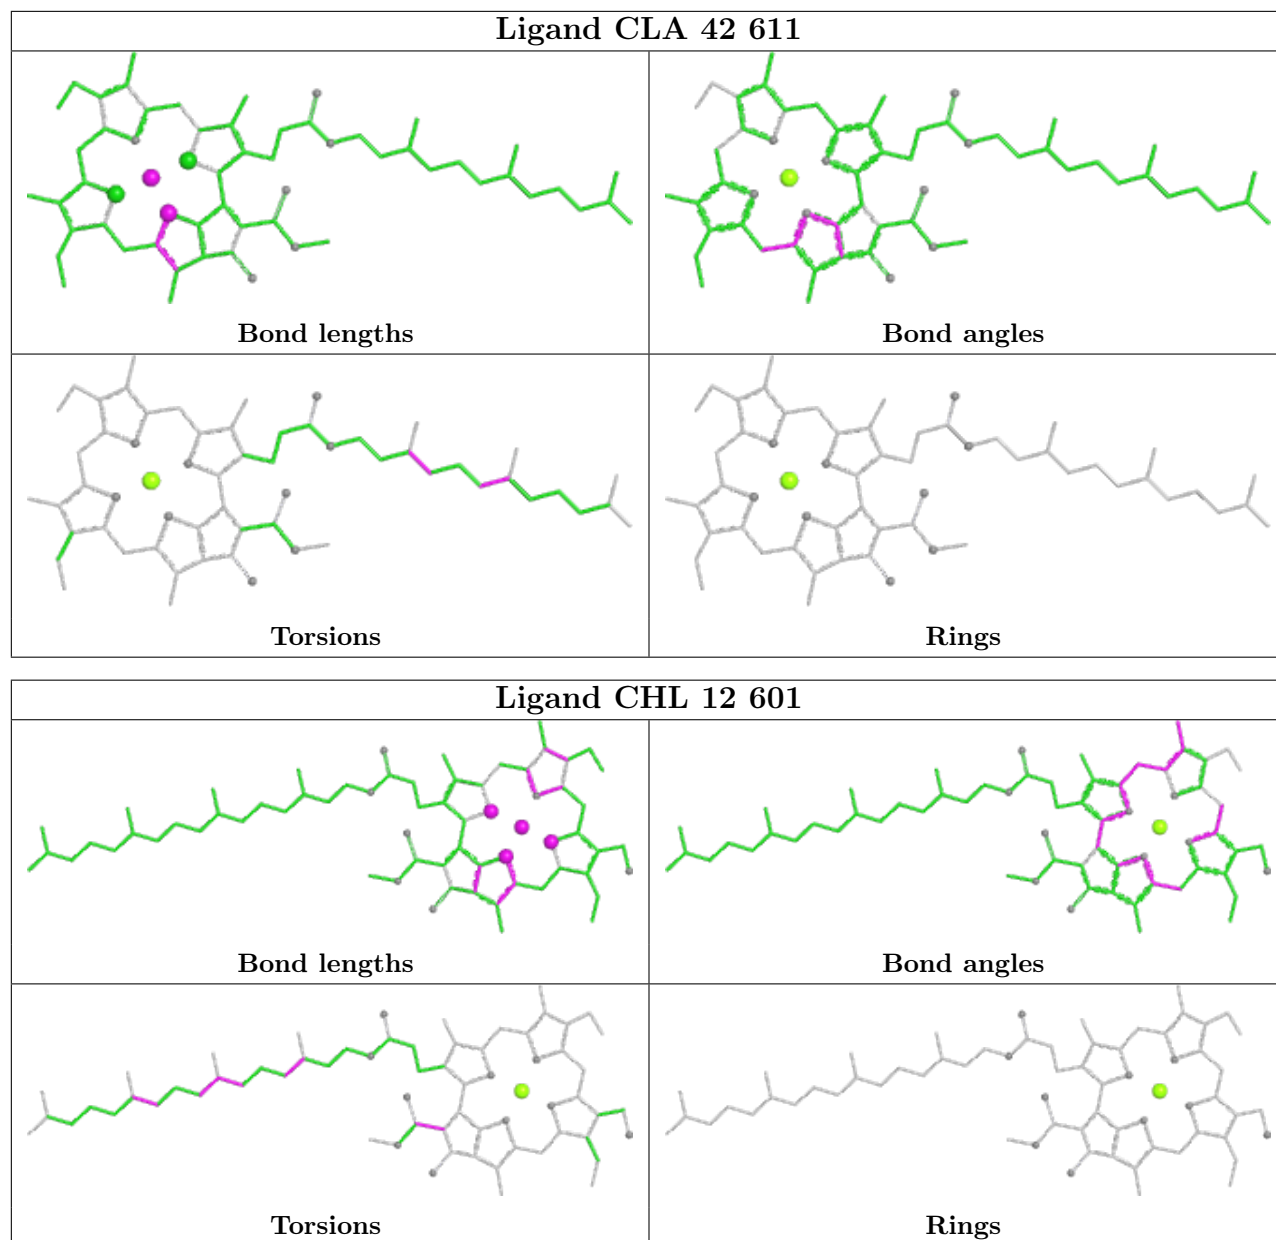 Ligand CLA 42 611
Bond lengths
Bond angles
Torsions
Rings
Ligand CHL 12 601
Bond lengths
Bond angles
Torsions
Rings